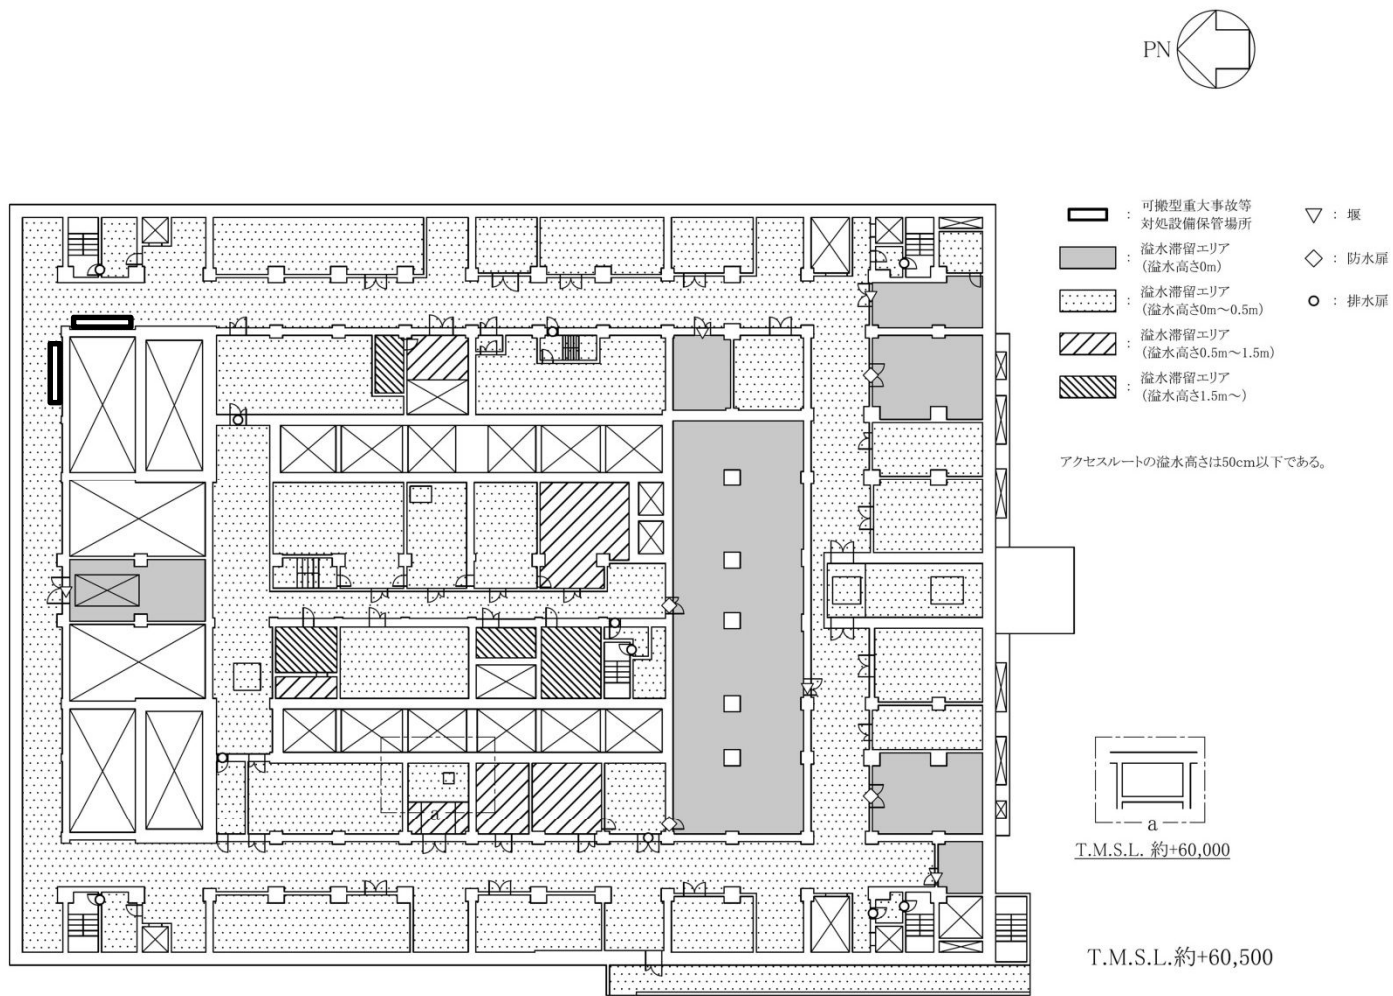 PN
：可搬型重大事故等
対処設備保管場所
：溢水滞留エリア
(溢水高さ0m)
：溢水滞留エリア
(溢水高さ0m～0.5m)
：溢水滞留エリア
(溢水高さ0.5m～1.5m)
：溢水滞留エリア
(溢水高さ1.5m～)
：堰
：防水扉
：排水扉
アクセスルートの溢水高さは50cm以下である。
a
a
T.M.S.L. 約+60,000
T.M.S.L.約+60,500